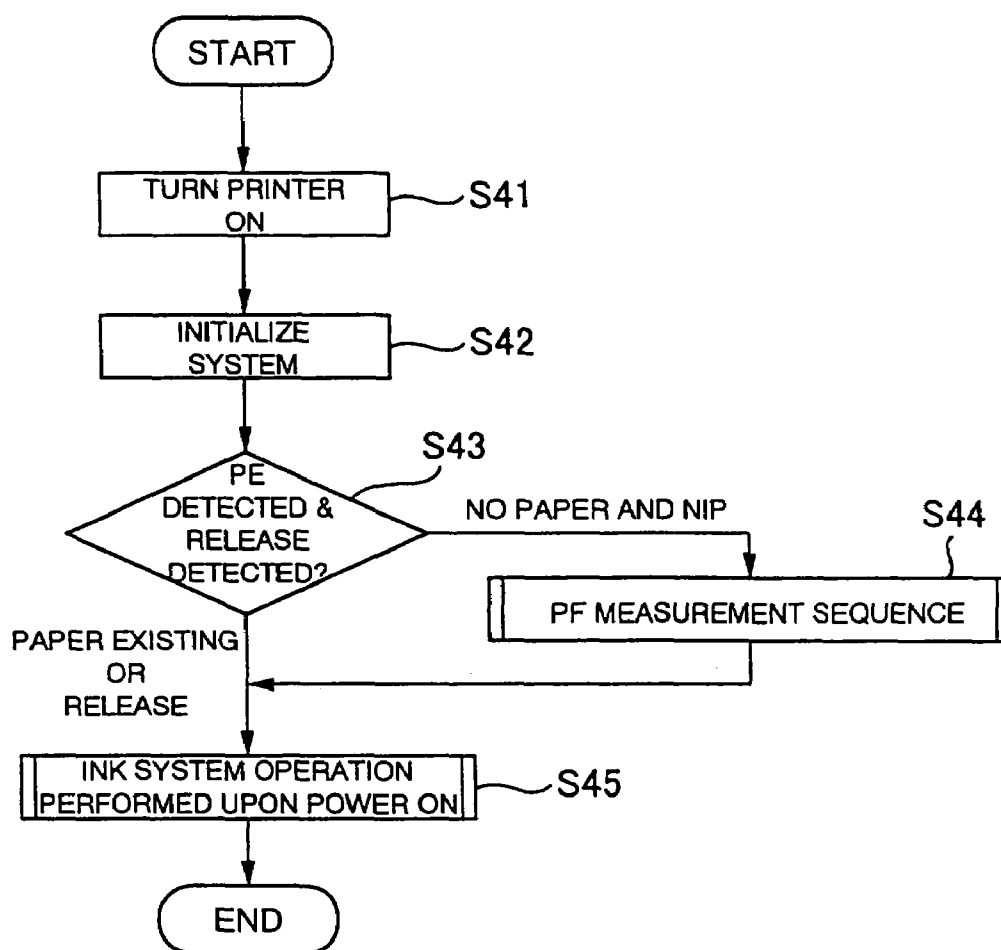 START
TURN PRINTER
ON
S41
INITIALIZE
SYSTEM
S42
S43
PE
DETECTED &
RELEASE
DETECTED?
NO PAPER AND NIP
S44
PF MEASUREMENT SEQUENCE
PAPER EXISTING
OR
RELEASE
INK SYSTEM OPERATION
PERFORMED UPON POWER ON
S45
END